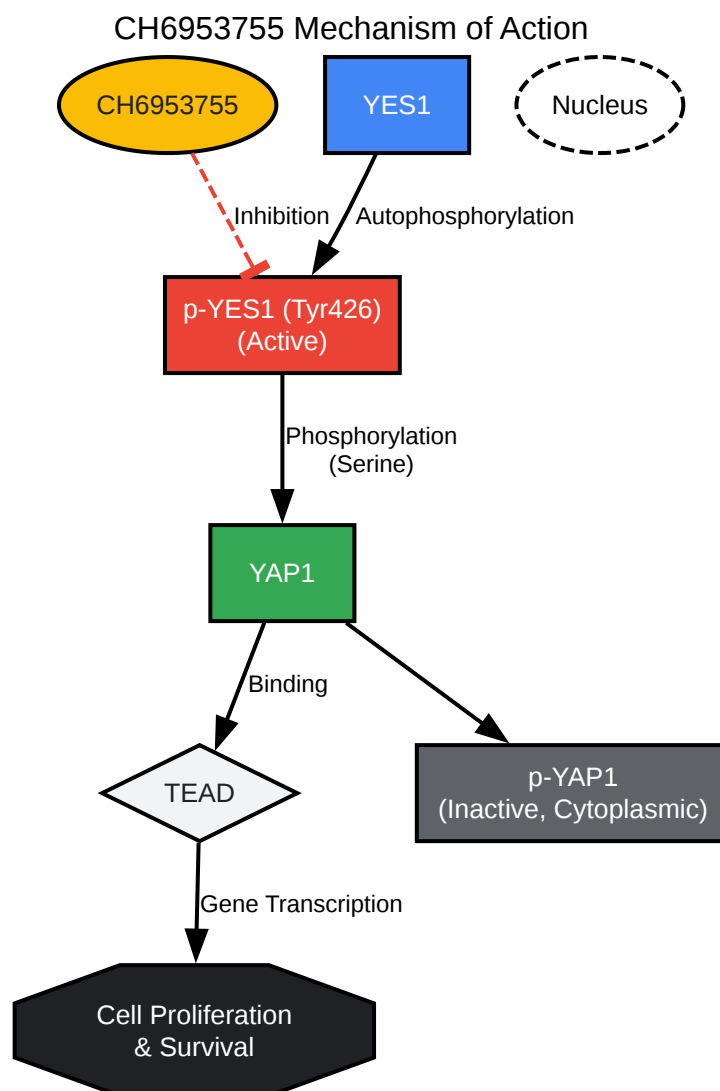 CH6953755 Mechanism of Action
CH6953755
YES1
Nucleus
Inhibition
Autophosphorylation
p-YES1 (Tyr426)
(Active)
Phosphorylation
(Serine)
YAP1
Binding
TEAD
p-YAP1
(Inactive, Cytoplasmic)
Gene Transcription
Cell Proliferation
& Survival